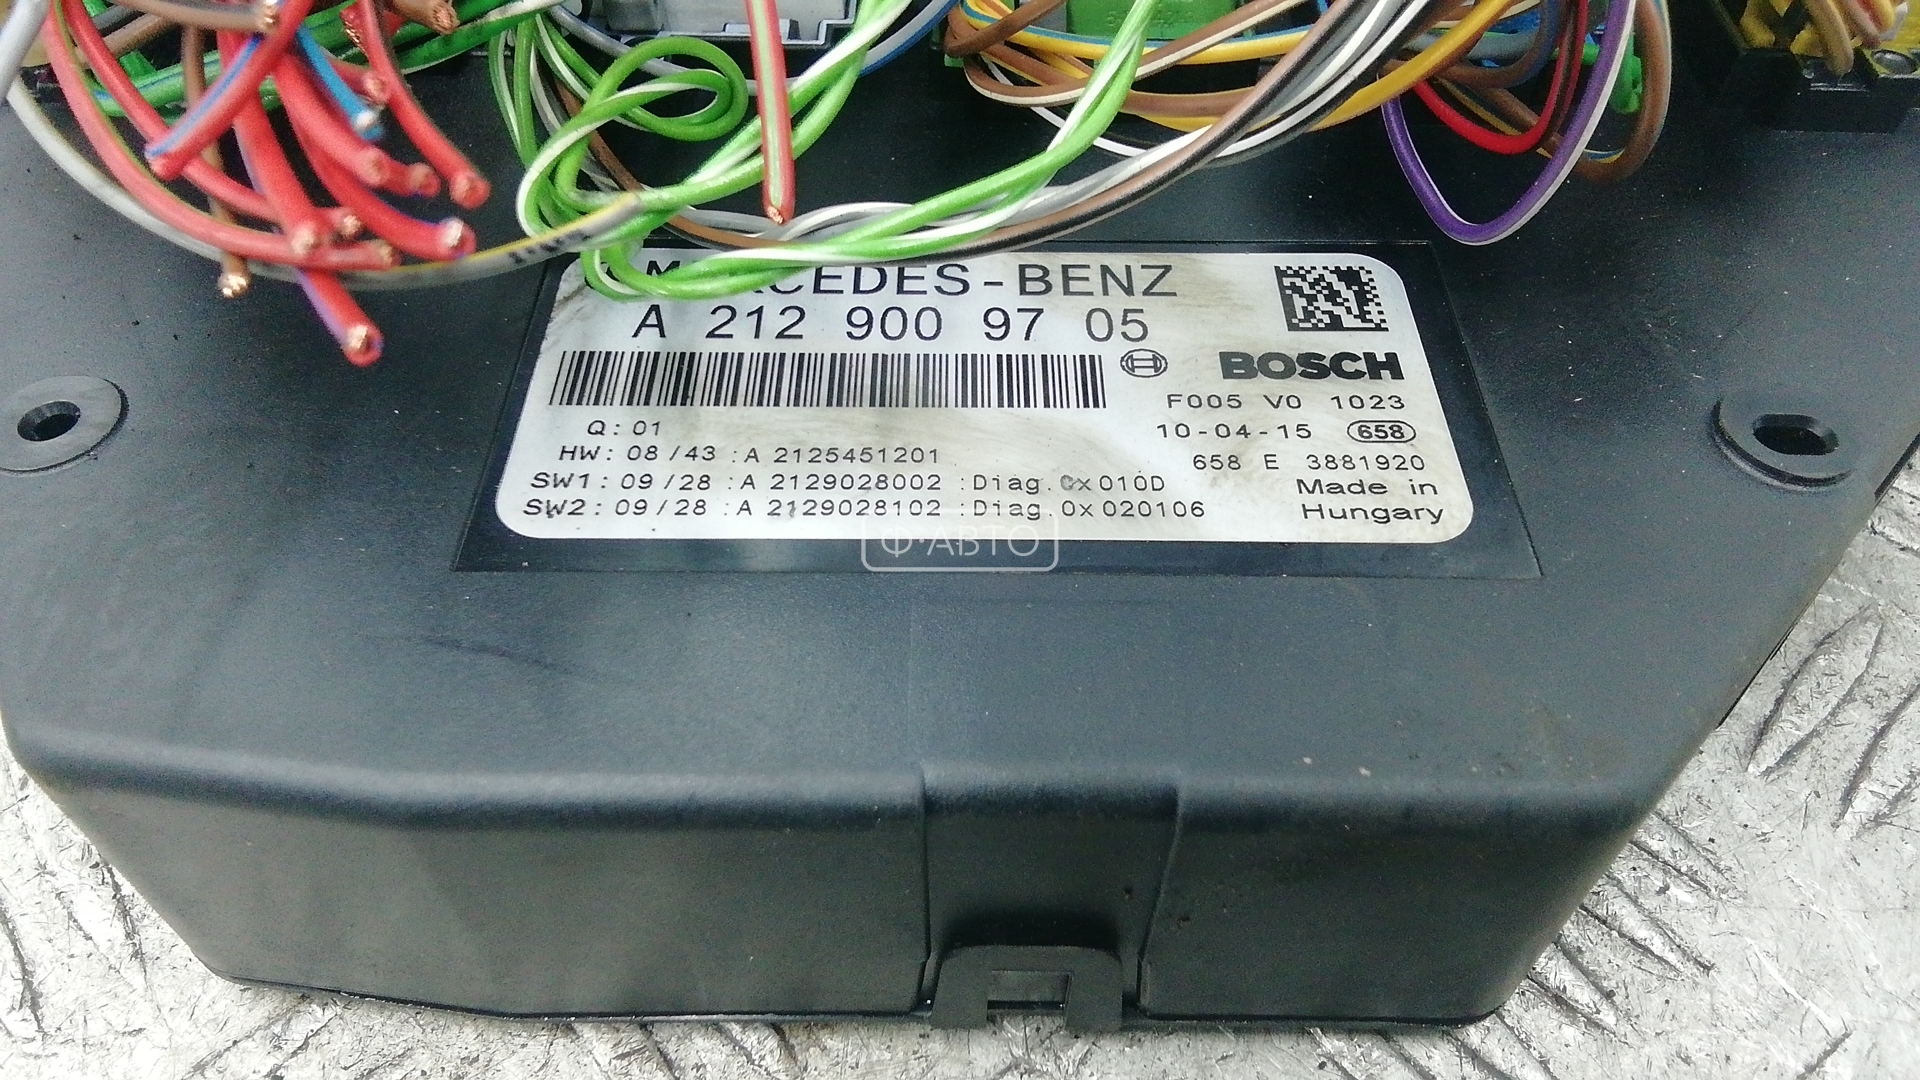 MERCEDES-BENZ
A 212 900 97 05
BOSCH
F005 V0 1023
Q: 01
10-04-15 658
HW: 08/43 :A 2125451201
658 E 3881920
SW1: 09/28 :A 2129028002 :Diag.0x010D
Made in
SW2: 09/28 :A 2129028102 :Diag.0x020106
Hungary
Ф·АВТО